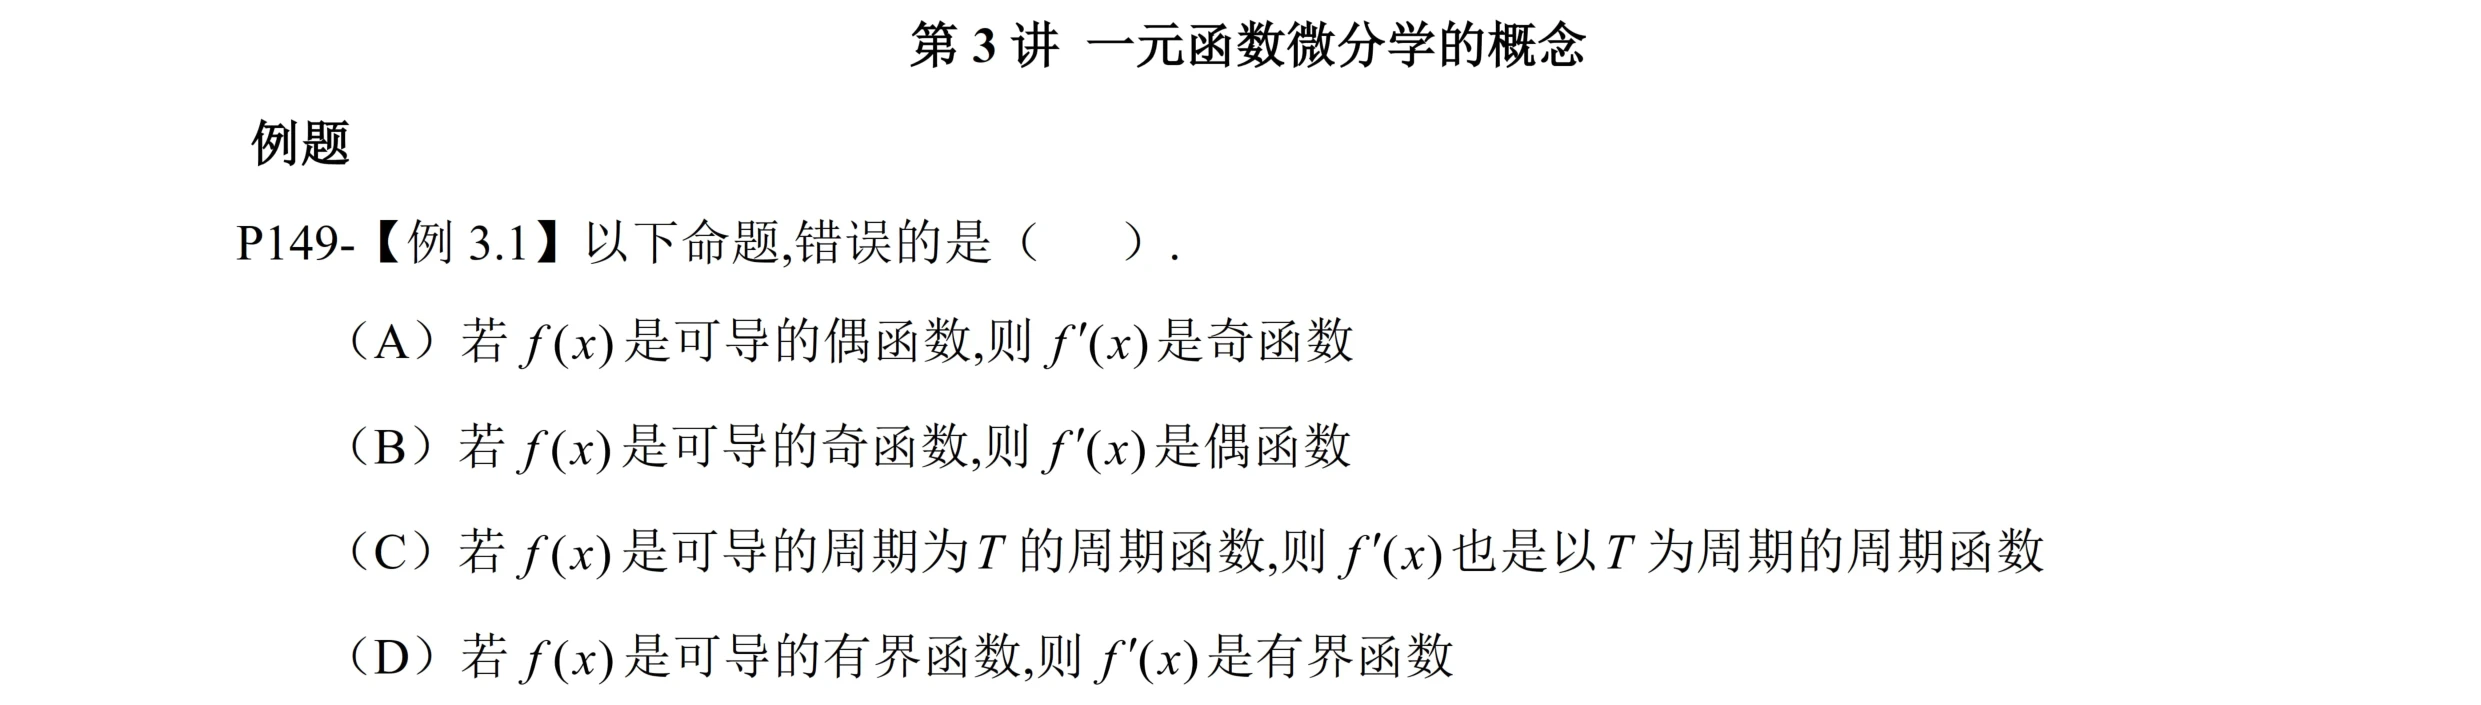 第 3 讲 一元函数微分学的概念
例题
P149-【例 3.1】以下命题,错误的是（ ）.
（A）若 f(x) 是可导的偶函数,则 f′(x) 是奇函数
（B）若 f(x) 是可导的奇函数,则 f′(x) 是偶函数
（C）若 f(x) 是可导的周期为 T 的周期函数,则 f′(x) 也是以 T 为周期的周期函数
（D）若 f(x) 是可导的有界函数,则 f′(x) 是有界函数